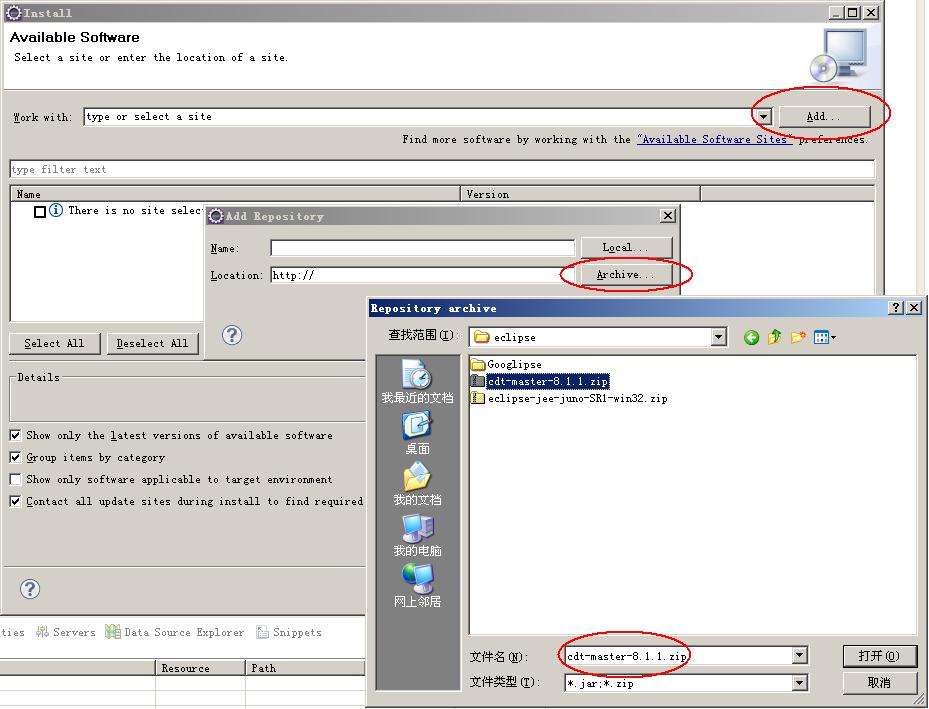 Install
Available Software
Select a site or enter the location of a site.
Work with: type or select a site Add...
Find more software by working with the "Available Software Sites" preferences.
type filter text
Name Version
There is no site selec
Add Repository
Name: Local...
Location: http:// Archive...
Select All Deselect All
Details
Show only the latest versions of available software
Group items by category
Show only software applicable to target environment
Contact all update sites during install to find required
ties Servers Data Source Explorer Snippets
Resource Path
Repository archive
查找范围(I): eclipse
我最近的文档
桌面
我的文档
我的电脑
网上邻居
Googlipse
cdt-master-8.1.1.zip
eclipse-jee-juno-SR1-win32.zip
文件名(N): cdt-master-8.1.1.zip 打开(O)
文件类型(T): *.jar;*.zip 取消